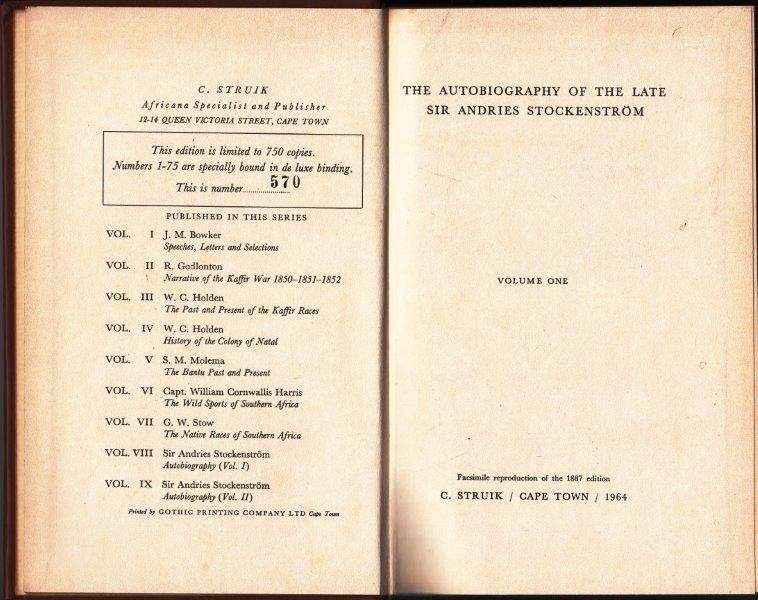 C. STRUIK
Africana Specialist and Publisher
12-14 QUEEN VICTORIA STREET, CAPE TOWN
This edition is limited to 750 copies.
Numbers 1-75 are specially bound in de luxe binding.
This is number 570
PUBLISHED IN THIS SERIES
VOL. I J. M. Bowker
Speeches, Letters and Selections
VOL. II R. Godlonton
Narrative of the Kaffir War 1850–1851–1852
VOL. III W. C. Holden
The Past and Present of the Kaffir Races
VOL. IV W. C. Holden
History of the Colony of Natal
VOL. V S. M. Molema
The Bantu Past and Present
VOL. VI Capt. William Cornwallis Harris
The Wild Sports of Southern Africa
VOL. VII G. W. Stow
The Native Races of Southern Africa
VOL. VIII Sir Andries Stockenström
Autobiography (Vol. I)
VOL. IX Sir Andries Stockenström
Autobiography (Vol. II)
Printed by GOTHIC PRINTING COMPANY LTD Cape Town
THE AUTOBIOGRAPHY OF THE LATE
SIR ANDRIES STOCKENSTRÖM
VOLUME ONE
Facsimile reproduction of the 1887 edition
C. STRUIK / CAPE TOWN / 1964